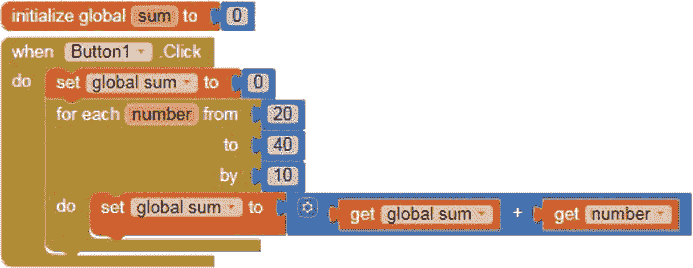 initialize global sum to 0
when Button1 .Click
do set global sum to 0
for each number from 20
to 40
by 10
do set global sum to get global sum + get number